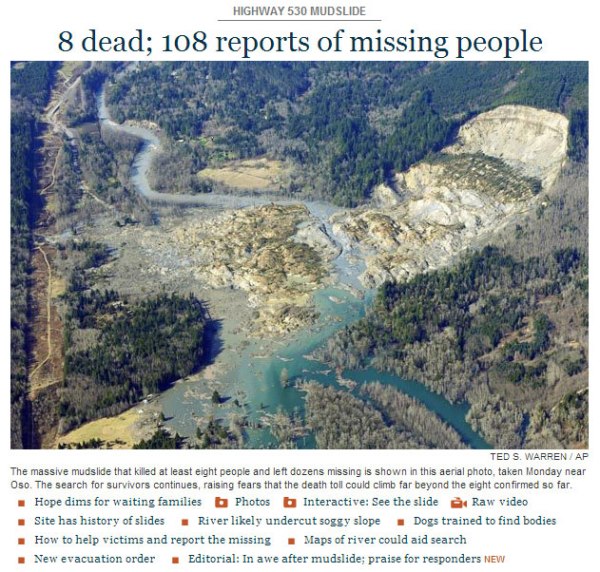 HIGHWAY 530 MUDSLIDE
8 dead; 108 reports of missing people
TED S. WARREN / AP
The massive mudslide that killed at least eight people and left dozens missing is shown in this aerial photo, taken Monday near
Oso. The search for survivors continues, raising fears that the death toll could climb far beyond the eight confirmed so far.
Hope dims for waiting families Photos Interactive: See the slide Raw video
Site has history of slides River likely undercut soggy slope Dogs trained to find bodies
How to help victims and report the missing Maps of river could aid search
New evacuation order Editorial: In awe after mudslide; praise for responders NEW